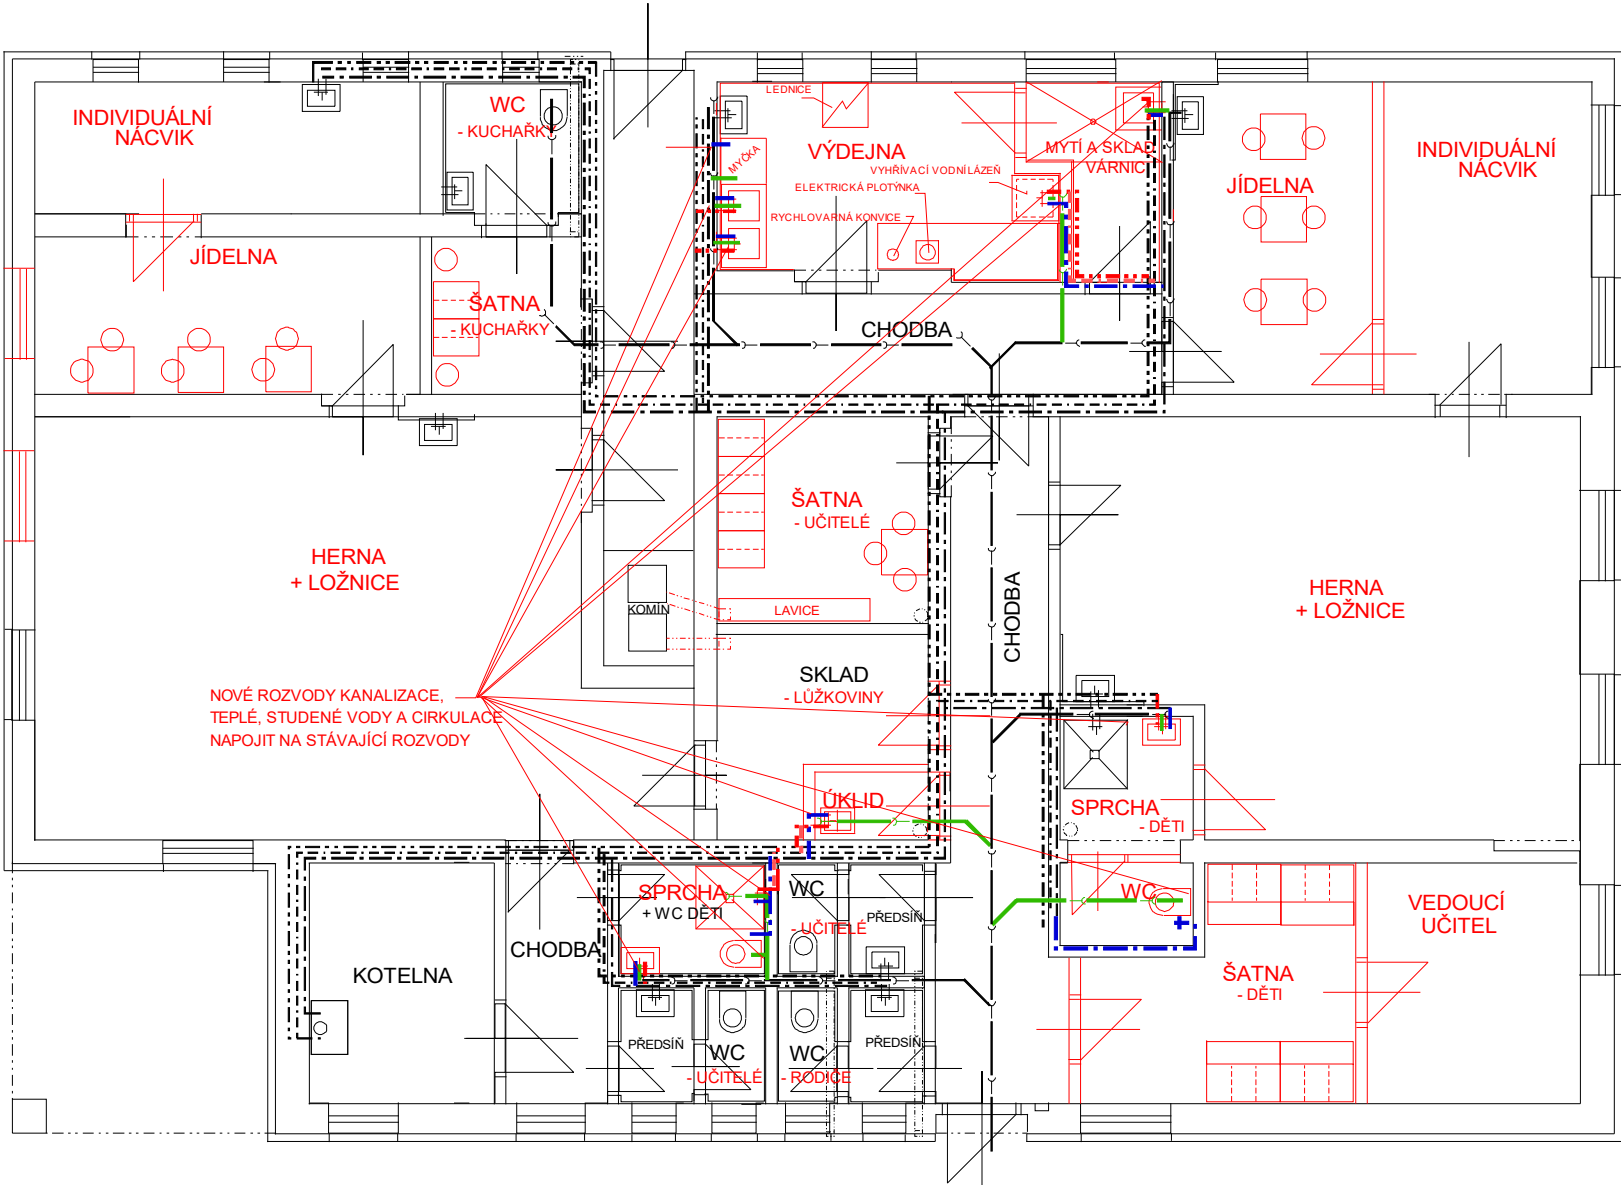 INDIVIDUÁLNÍ
NÁCVIK
WC
- KUCHAŘKY
LEDNICE
VÝDEJNA
MYČKA
MYTÍ A SKLAD
VÁRNIC
VYHŘÍVACÍ VODNÍ LÁZEŇ
ELEKTRICKÁ PLOTÝNKA
RYCHLOVARNÁ KONVICE
JÍDELNA
INDIVIDUÁLNÍ
NÁCVIK
JÍDELNA
ŠATNA
- KUCHAŘKY
CHODBA
HERNA
+ LOŽNICE
ŠATNA
- UČITELÉ
KOMÍN
LAVICE
CHODBA
HERNA
+ LOŽNICE
SKLAD
- LŮŽKOVINY
NOVÉ ROZVODY KANALIZACE,
TEPLÉ, STUDENÉ VODY A CIRKULACE
NAPOJIT NA STÁVAJÍCÍ ROZVODY
ÚKLID
SPRCHA
- DĚTI
SPRCHA
+ WC DĚTI
WC
- UČITELÉ
PŘEDSÍŇ
WC
VEDOUCÍ
UČITEL
CHODBA
KOTELNA
ŠATNA
- DĚTI
PŘEDSÍŇ
WC
- UČITELÉ
WC
- RODIČE
PŘEDSÍŇ